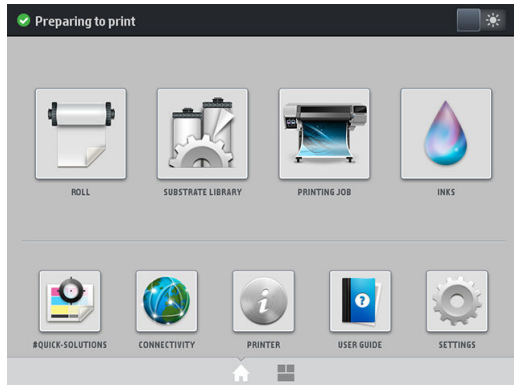 Preparing to print
ROLL
SUBSTRATE LIBRARY
PRINTING JOB
INKS
#QUICK-SOLUTIONS
CONNECTIVITY
PRINTER
USER GUIDE
SETTINGS